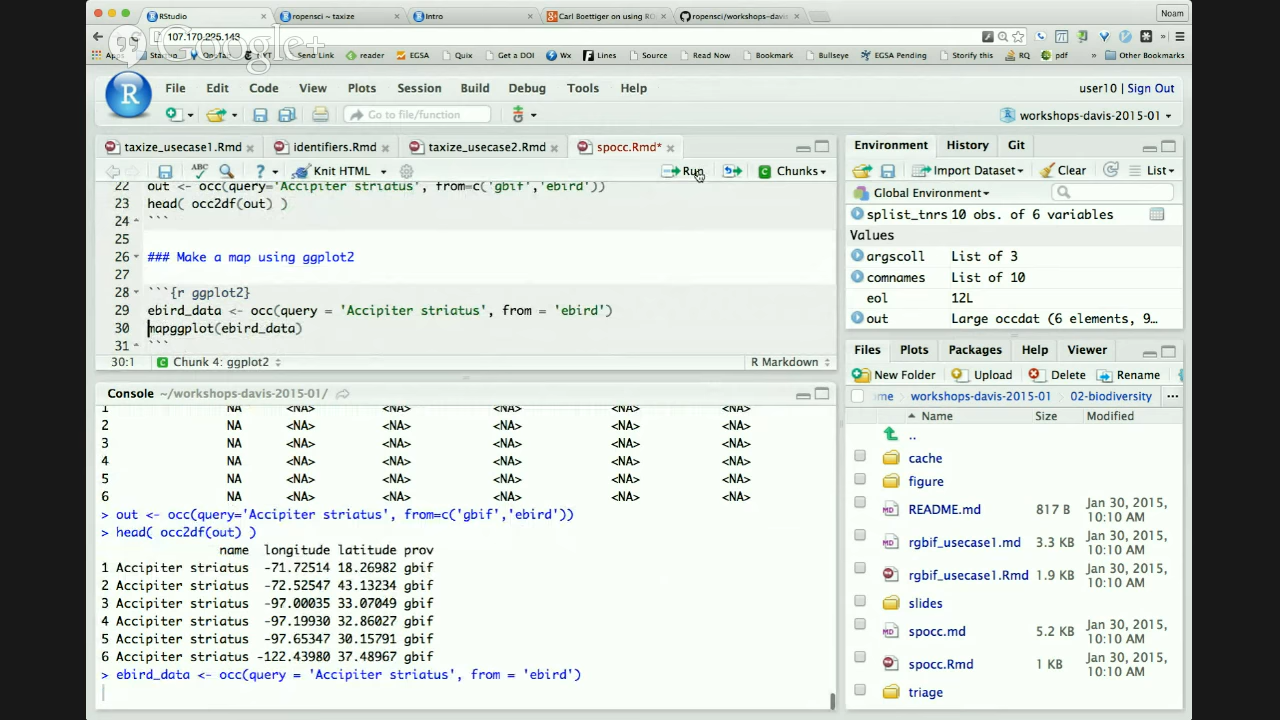 RStudio
ropensci ~ taxize
Intro
Carl Boettiger on using RO
ropensci/workshops-davis
Noam
107.170.225.143
Google+
Apps
Send Link
reader
EGSA
Quix
Get a DOI
Wx
Lines
Source
Read Now
Bookmark
Bullseye
EGSA Pending
Storify this
RQ
pdf
» Other Bookmarks
R
File Edit Code View Plots Session Build Debug Tools Help
user10 | Sign Out
Go to file/function
workshops-davis-2015-01
taxize_usecase1.Rmd
identifiers.Rmd
taxize_usecase2.Rmd
spocc.Rmd*
ABC
Knit HTML
Run
Chunks
22 out <- occ(query='Accipiter striatus', from=c('gbif','ebird'))
23 head( occ2df(out) )
24 ```
25
26 ### Make a map using ggplot2
27
28 ```{r ggplot2}
29 ebird_data <- occ(query = 'Accipiter striatus', from = 'ebird')
30 mapggplot(ebird_data)
31 ```
30:1 Chunk 4: ggplot2 R Markdown
Console ~/workshops-davis-2015-01/
1 NA <NA> <NA> <NA> <NA> <NA>
2 NA <NA> <NA> <NA> <NA> <NA>
3 NA <NA> <NA> <NA> <NA> <NA>
4 NA <NA> <NA> <NA> <NA> <NA>
5 NA <NA> <NA> <NA> <NA> <NA>
6 NA <NA> <NA> <NA> <NA> <NA>
> out <- occ(query='Accipiter striatus', from=c('gbif','ebird'))
> head( occ2df(out) )
name longitude latitude prov
1 Accipiter striatus -71.72514 18.26982 gbif
2 Accipiter striatus -72.52547 43.13234 gbif
3 Accipiter striatus -97.00035 33.07049 gbif
4 Accipiter striatus -97.19930 32.86027 gbif
5 Accipiter striatus -97.65347 30.15791 gbif
6 Accipiter striatus -122.43980 37.48967 gbif
> ebird_data <- occ(query = 'Accipiter striatus', from = 'ebird')
Environment History Git
Import Dataset Clear List
Global Environment
splist_tnrs 10 obs. of 6 variables
Values
argscoll List of 3
comnames List of 10
eol 12L
out Large occdat (6 elements, 9…
Files Plots Packages Help Viewer
New Folder Upload Delete Rename
me workshops-davis-2015-01 02-biodiversity ...
Name Size Modified
..
cache
figure
README.md 817 B Jan 30, 2015, 10:10 AM
rgbif_usecase1.md 3.3 KB Jan 30, 2015, 10:10 AM
rgbif_usecase1.Rmd 1.9 KB Jan 30, 2015, 10:10 AM
slides
spocc.md 5.2 KB Jan 30, 2015, 10:10 AM
spocc.Rmd 1 KB Jan 30, 2015, 10:10 AM
triage